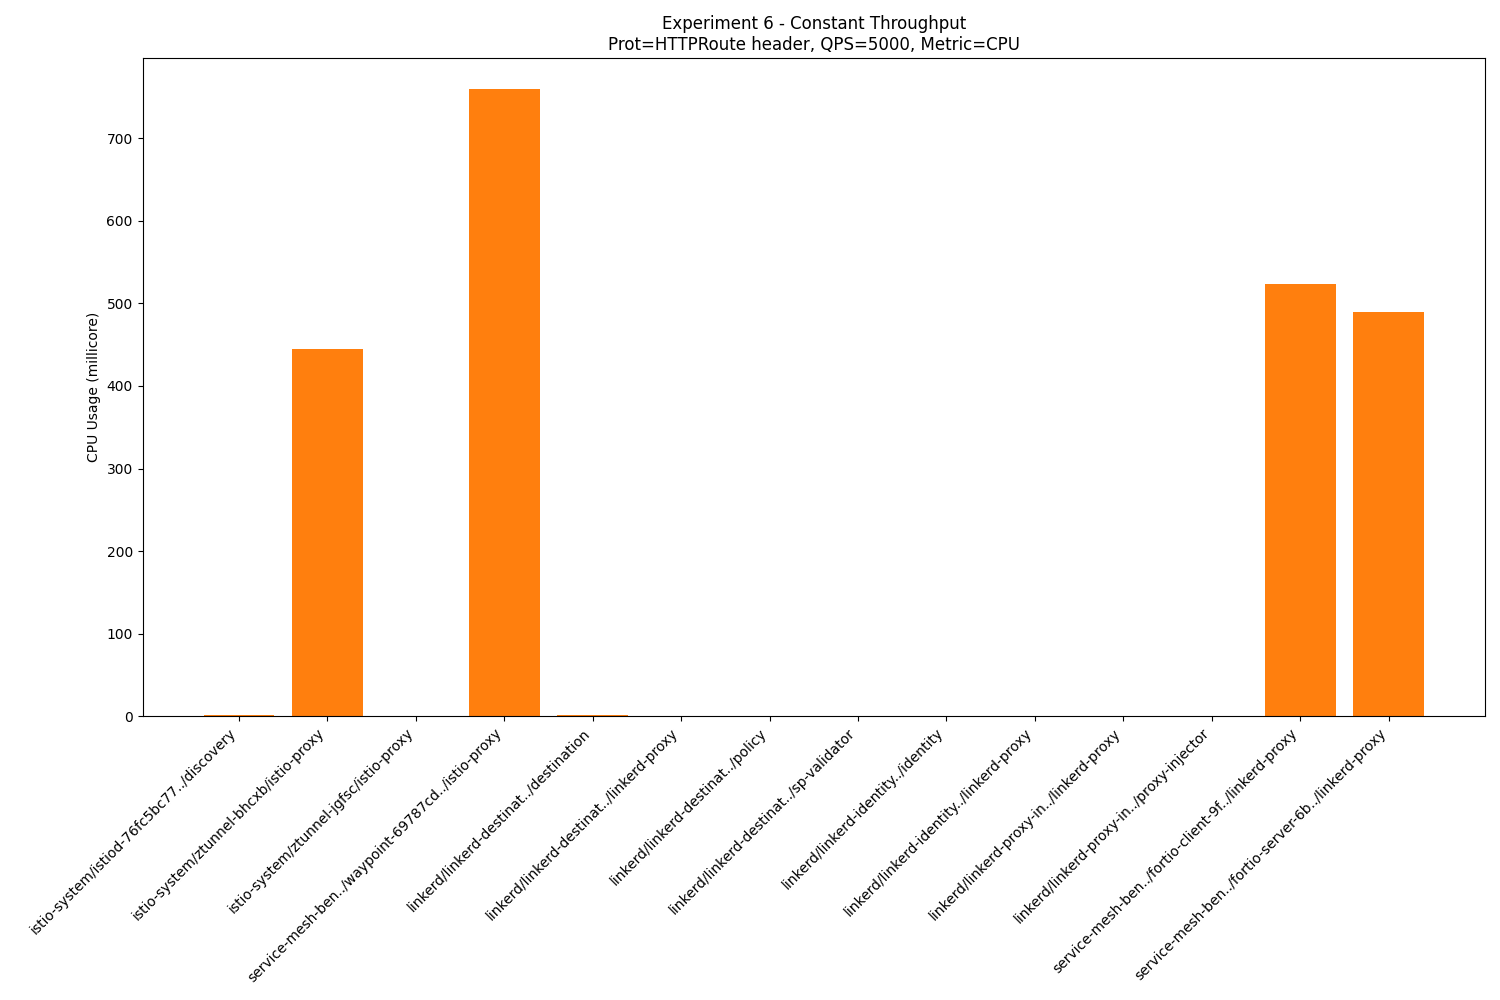 Experiment 6 - Constant Throughput
Prot=HTTPRoute header, QPS=5000, Metric=CPU
CPU Usage (millicore)
700
600
500
400
300
200
100
0
istio-system/istiod-76fc5bc77../discovery
istio-system/ztunnel-bhcxb/istio-proxy
istio-system/ztunnel-jgfsc/istio-proxy
service-mesh-ben../waypoint-69787cd../istio-proxy
linkerd/linkerd-destinat../destination
linkerd/linkerd-destinat../linkerd-proxy
linkerd/linkerd-destinat../policy
linkerd/linkerd-destinat../sp-validator
linkerd/linkerd-identity../identity
linkerd/linkerd-identity../linkerd-proxy
linkerd/linkerd-proxy-in../linkerd-proxy
linkerd/linkerd-proxy-in../proxy-injector
service-mesh-ben../fortio-client-9f../linkerd-proxy
service-mesh-ben../fortio-server-6b../linkerd-proxy